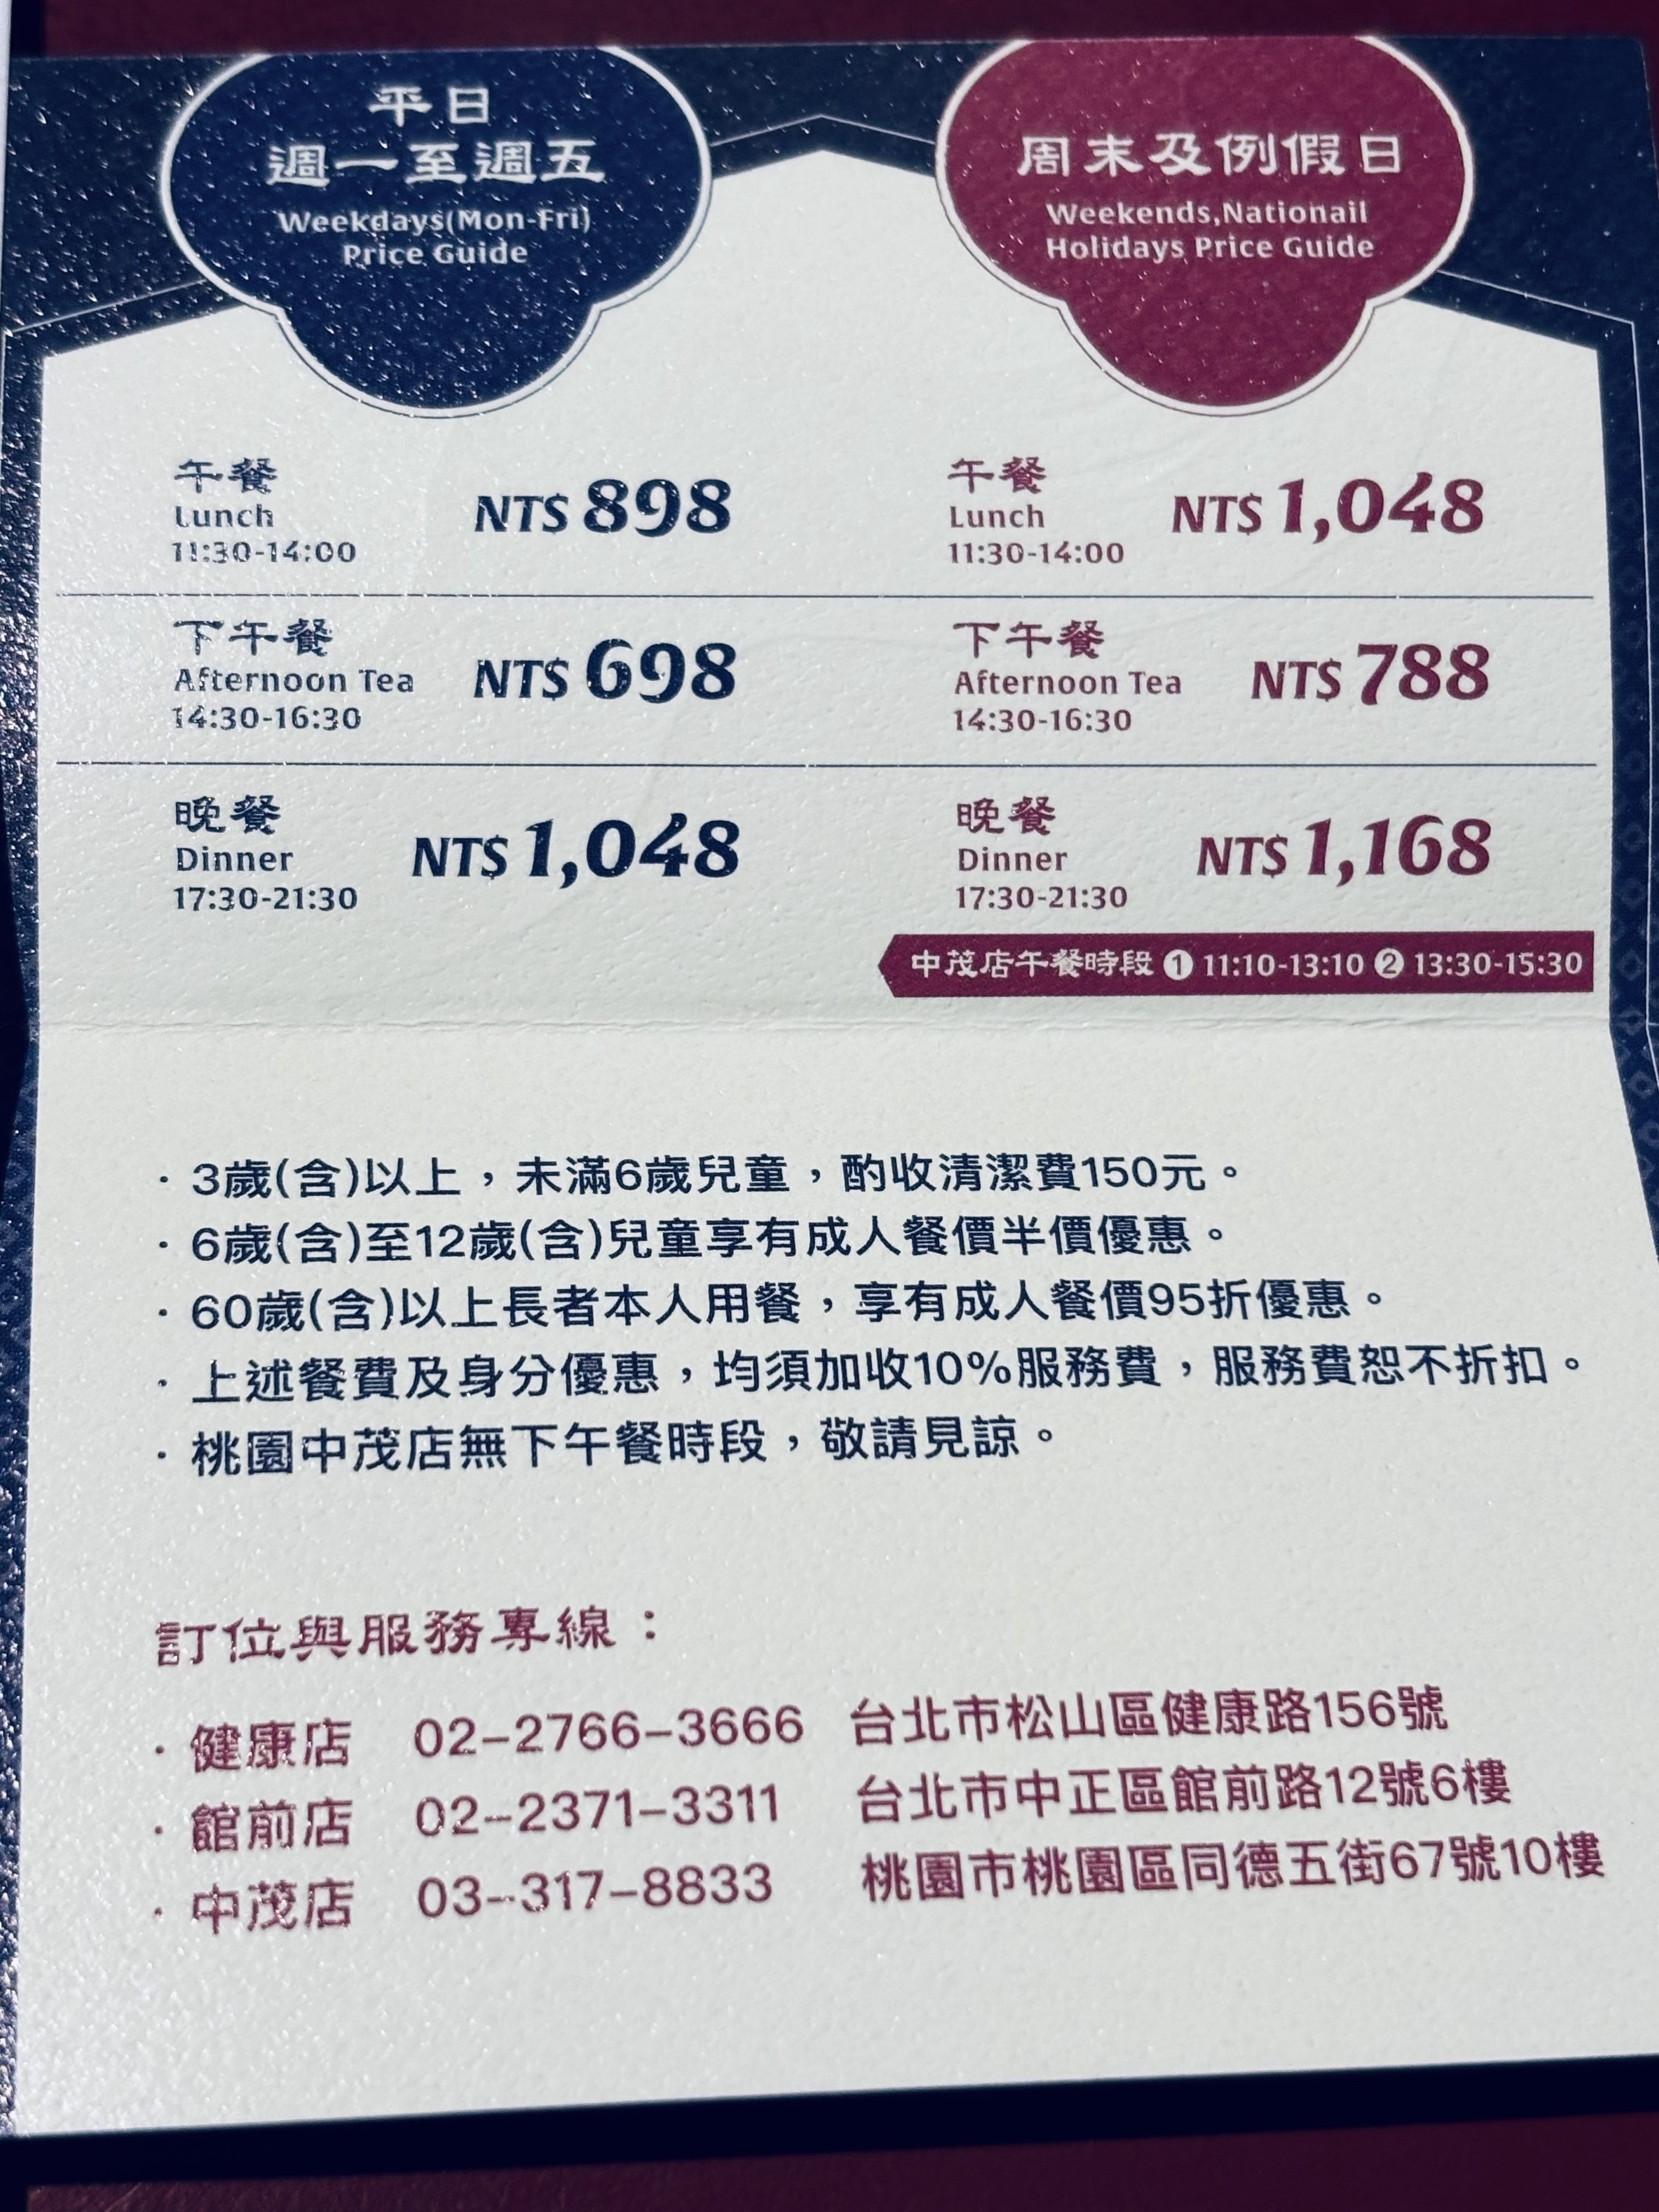 平日
週一至週五
Weekdays(Mon-Fri)
Price Guide
周末及例假日
Weekends,Nationail
Holidays Price Guide
午餐
Lunch
11:30-14:00
NT$ 898
午餐
Lunch
11:30-14:00
NT$ 1,048
下午餐
Afternoon Tea
14:30-16:30
NT$ 698
下午餐
Afternoon Tea
14:30-16:30
NT$ 788
晚餐
Dinner
17:30-21:30
NT$ 1,048
晚餐
Dinner
17:30-21:30
NT$ 1,168
中茂店午餐時段 ❶ 11:10-13:10 ❷ 13:30-15:30
· 3歲(含)以上，未滿6歲兒童，酌收清潔費150元。
· 6歲(含)至12歲(含)兒童享有成人餐價半價優惠。
· 60歲(含)以上長者本人用餐，享有成人餐價95折優惠。
· 上述餐費及身分優惠，均須加收10%服務費，服務費恕不折扣。
· 桃園中茂店無下午餐時段，敬請見諒。
訂位與服務專線：
· 健康店 02-2766-3666 台北市松山區健康路156號
· 館前店 02-2371-3311 台北市中正區館前路12號6樓
· 中茂店 03-317-8833 桃園市桃園區同德五街67號10樓